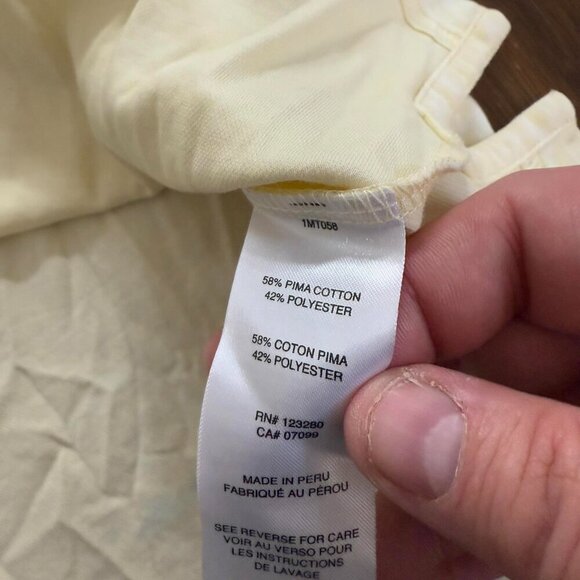 1MT058
58% PIMA COTTON
42% POLYESTER
58% COTON PIMA
42% POLYESTER
RN# 123280
CA# 07099
MADE IN PERU
FABRIQUÉ AU PÉROU
SEE REVERSE FOR CARE
VOIR AU VERSO POUR
LES INSTRUCTIONS
DE LAVAGE